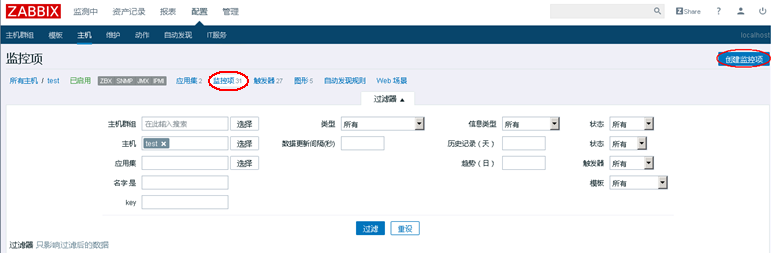 ZABBIX 监测中 资产记录 报表 配置 管理 Share ?
主机群组 模板 主机 维护 动作 自动发现 IT服务 localhost
监控项 创建监控项
所有主机 / test 已启用 ZBX SNMP JMX IPMI 应用集 2 监控项 31 触发器 27 图形 5 自动发现规则 Web 场景
过滤器 ▲
主机群组 在此输入搜索 选择 类型 所有 信息类型 所有 状态 所有
主机 test × 选择 数据更新间隔(秒) 历史记录（天） 状态 所有
应用集 选择 趋势（日） 触发器 所有
名字 是 模板 所有
key
过滤 重设
过滤器 只影响过滤后的数据